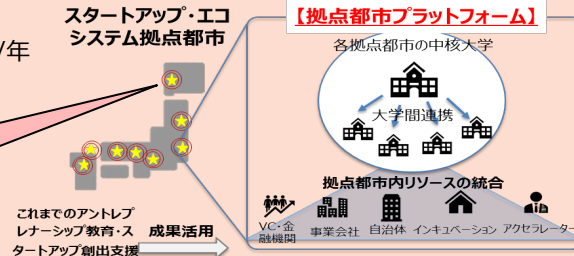 スタートアップ・エコ
システム拠点都市
/年
これまでのアントレプ
レナーシップ教育・ス
タートアップ創出支援
成果活用
【拠点都市プラットフォーム】
各拠点都市の中核大学
大学間連携
拠点都市内リソースの統合
VC・金
融機関
事業会社
自治体
インキュベーション
アクセラレーター